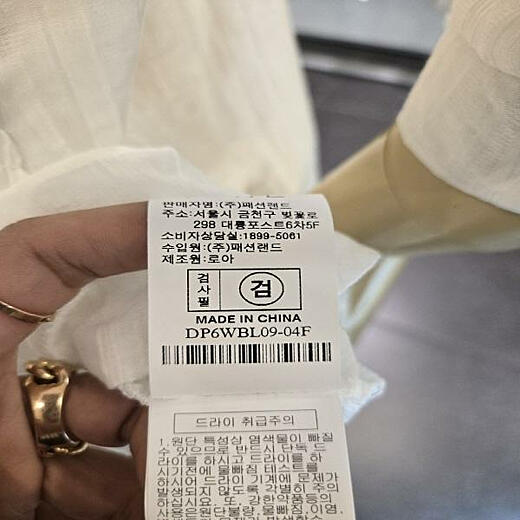 판매자명:(주)패션랜드
주소:서울시 금천구 벚꽃로
298 대륭포스트6차5F
소비자상담실:1899-5061
수입원:(주)패션랜드
제조원:로아
검사필
검
MADE IN CHINA
DP6WBL09-04F
드라이 취급주의
1.원단 특성상 염색물이 빠질
수 있으므로 반드시 단독 드
라이를 하시고 드라이를 하
시기전에 물빠짐 테스트를
하시어 드라이 기계에 문제가
발생되지 않도록 각별히 주의
하십시요. 또, 강한약품등의
사용은원단불량,물빠짐,이염,